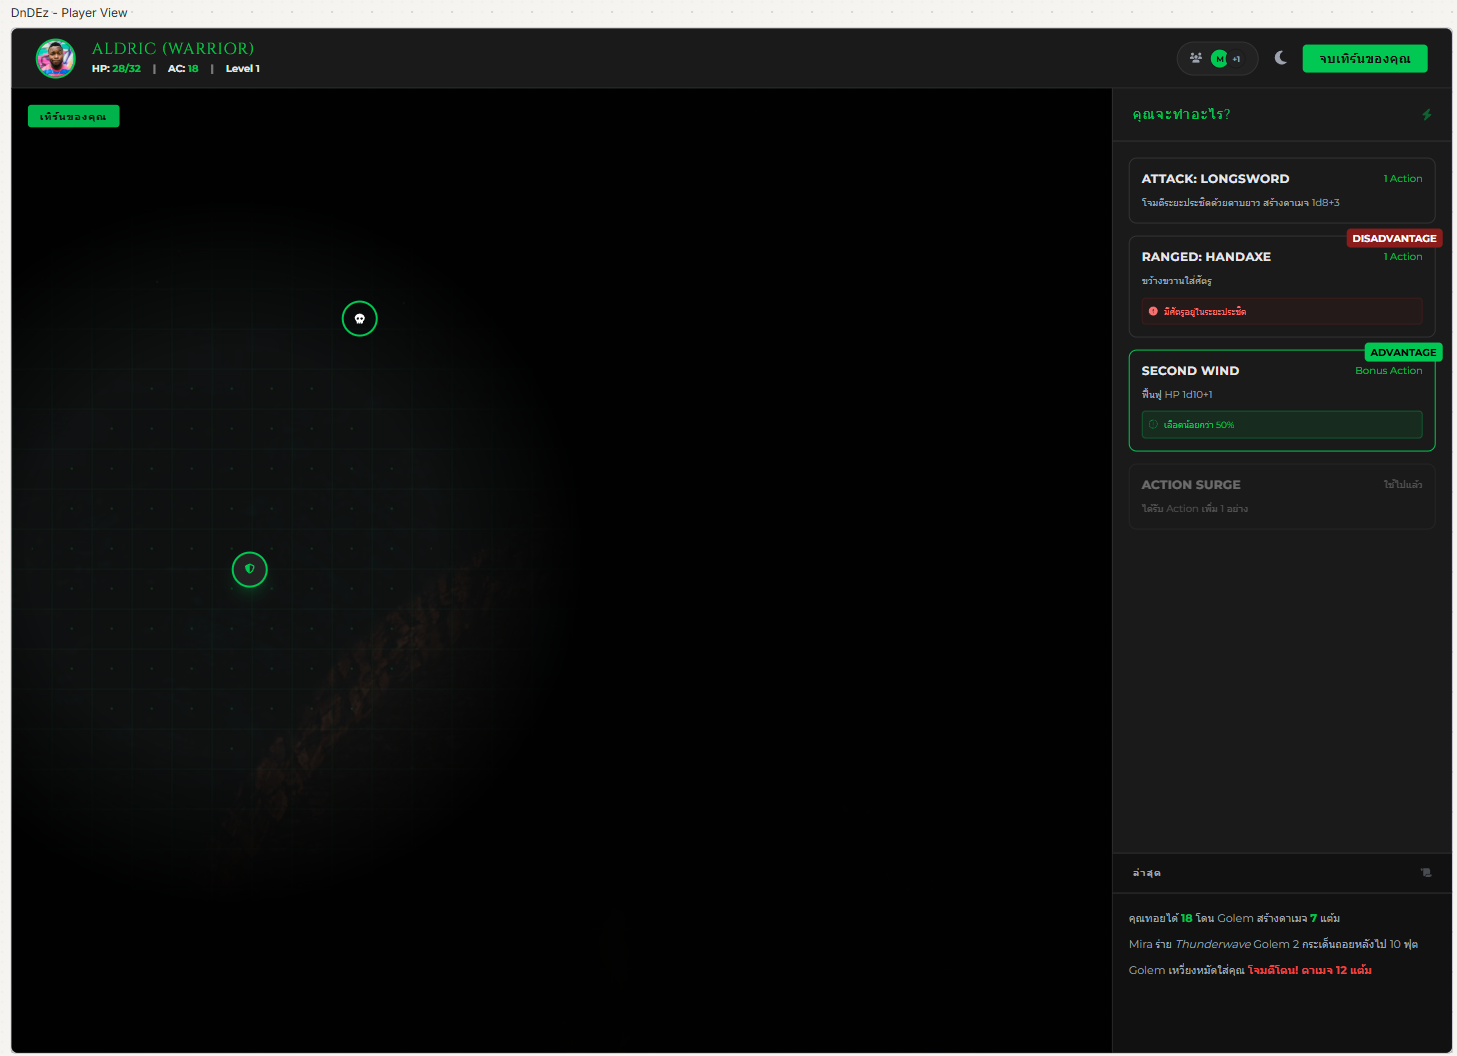 DnDEz - Player View
ALDRIC (WARRIOR)
HP: 28/32 | AC: 18 | Level 1
M +1
จบเทิร์นของคุณ
เทิร์นของคุณ
คุณจะทำอะไร?
ATTACK: LONGSWORD 1 Action
โจมตีระยะประชิดด้วยดาบยาว สร้างดาเมจ 1d8+3
DISADVANTAGE
RANGED: HANDAXE 1 Action
ขว้างขวานใส่ศัตรู
มีศัตรูอยู่ในระยะประชิด
ADVANTAGE
SECOND WIND Bonus Action
ฟื้นฟู HP 1d10+1
เลือดน้อยกว่า 50%
ACTION SURGE ใช้ไปแล้ว
ได้รับ Action เพิ่ม 1 อย่าง
ล่าสุด
คุณทอยได้ 18 โดน Golem สร้างดาเมจ 7 แต้ม
Mira ร่าย Thunderwave Golem 2 กระเด็นถอยหลังไป 10 ฟุต
Golem เหวี่ยงหมัดใส่คุณ โจมตีโดน! ดาเมจ 12 แต้ม